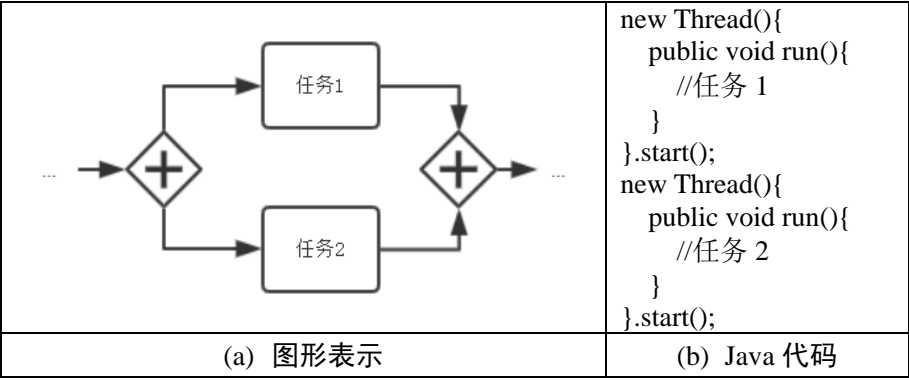 任务1
...
...
任务2
new Thread(){
public void run(){
//任务 1
}
}.start();
new Thread(){
public void run(){
//任务 2
}
}.start();
(a) 图形表示
(b) Java 代码